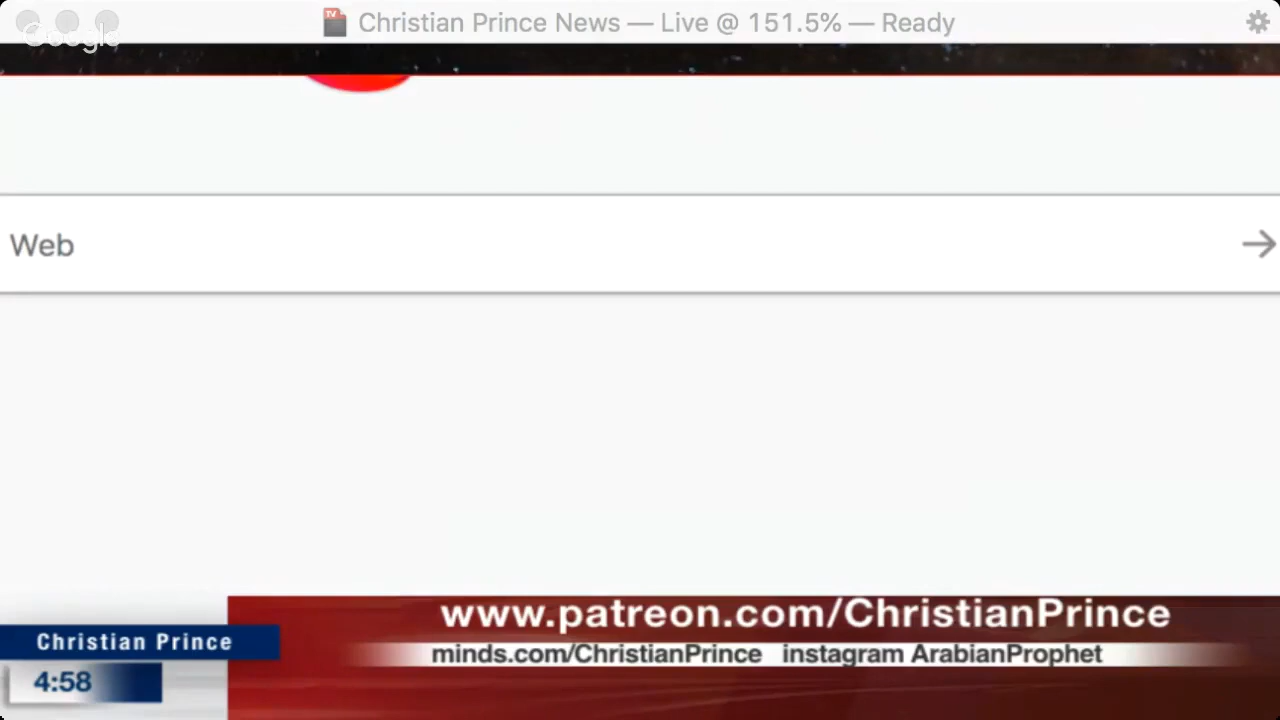 Christian Prince News — Live @ 151.5% — Ready
Google
Web
www.patreon.com/ChristianPrince
minds.com/ChristianPrince instagram ArabianProphet
Christian Prince
4:58